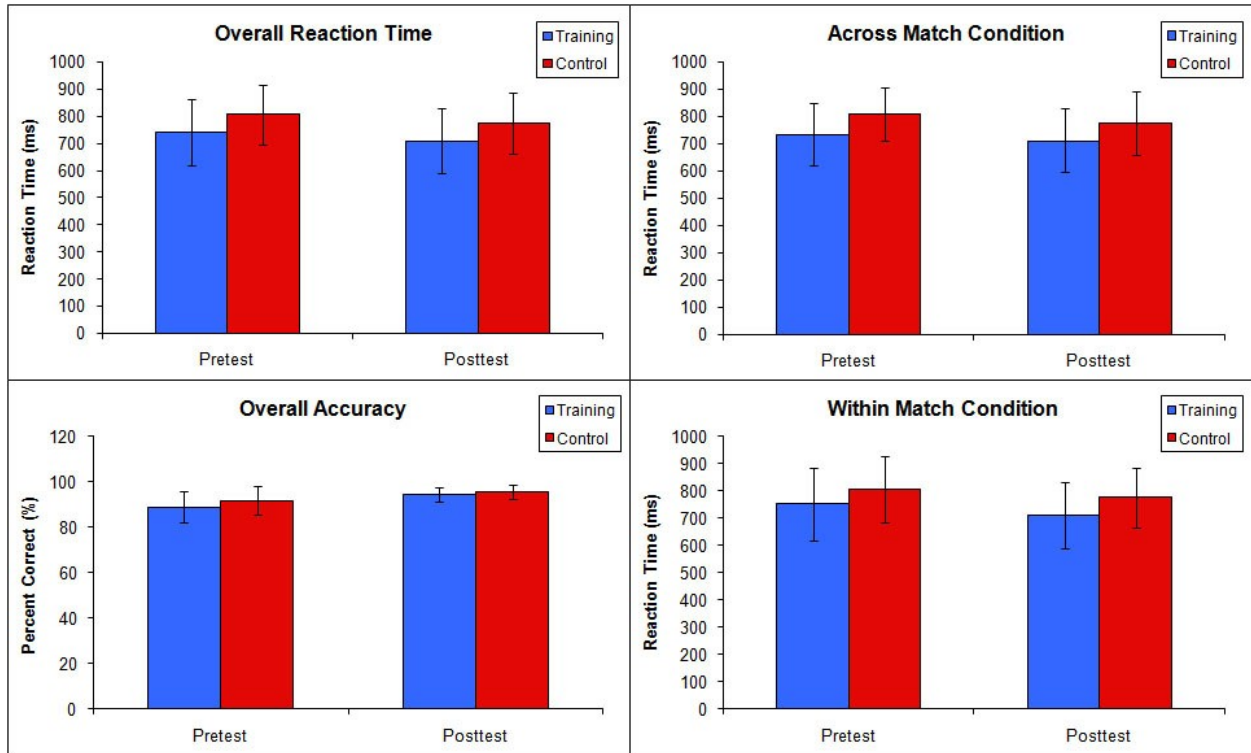 Overall Reaction Time
Training
Control
Reaction Time (ms)
1000
900
800
700
600
500
400
300
200
100
0
Pretest
Posttest
Across Match Condition
Training
Control
Reaction Time (ms)
1000
900
800
700
600
500
400
300
200
100
0
Pretest
Posttest
Overall Accuracy
Training
Control
Percent Correct (%)
120
100
80
60
40
20
0
Pretest
Posttest
Within Match Condition
Training
Control
Reaction Time (ms)
1000
900
800
700
600
500
400
300
200
100
0
Pretest
Posttest